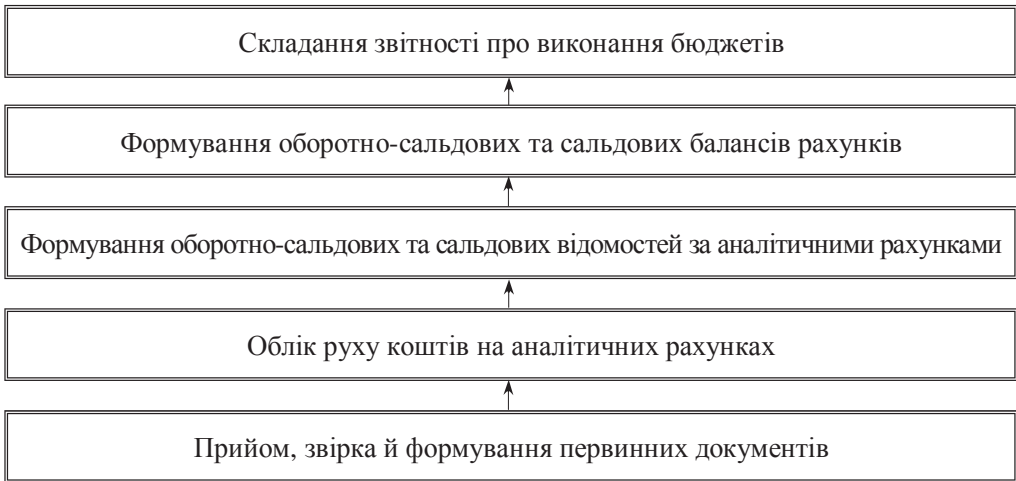 Складання звітності про виконання бюджетів
Формування оборотно-сальдових та сальдових балансів рахунків
Формування оборотно-сальдових та сальдових відомостей за аналітичними рахунками
Облік руху коштів на аналітичних рахунках
Прийом, звірка й формування первинних документів